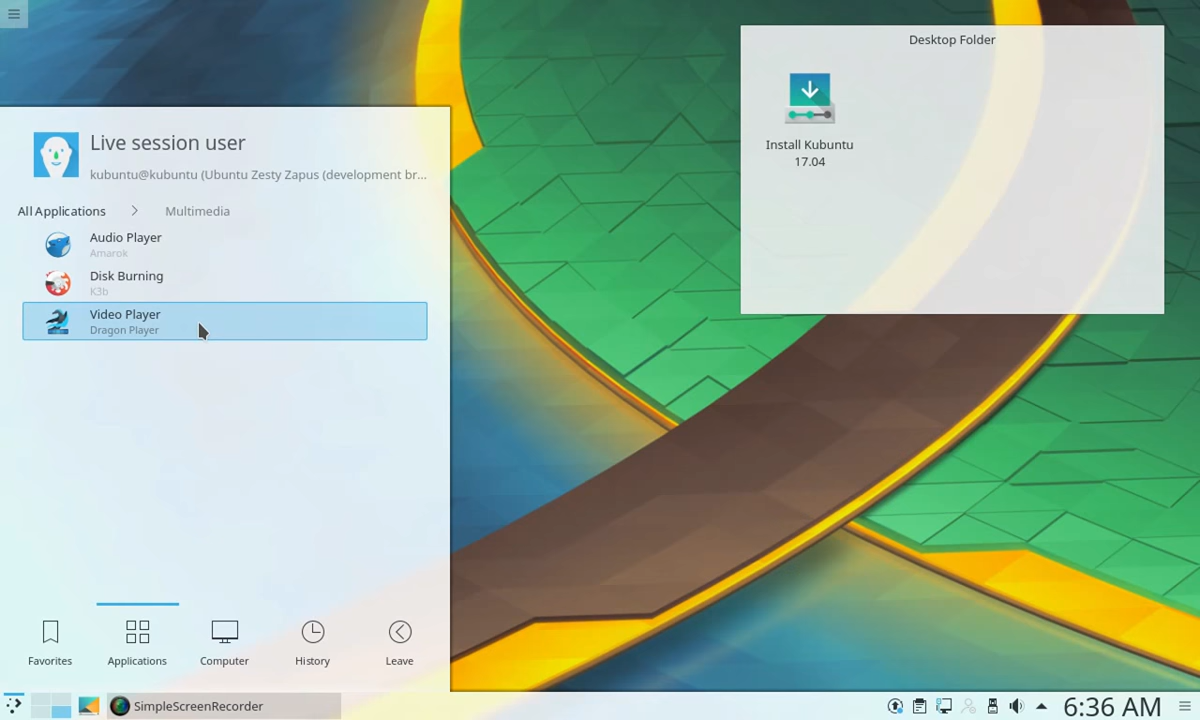 Desktop Folder
Install Kubuntu
17.04
Live session user
kubuntu@kubuntu (Ubuntu Zesty Zapus (development br...
All Applications > Multimedia
Audio Player
Amarok
Disk Burning
K3b
Video Player
Dragon Player
Favorites Applications Computer History Leave
SimpleScreenRecorder 6:36 AM